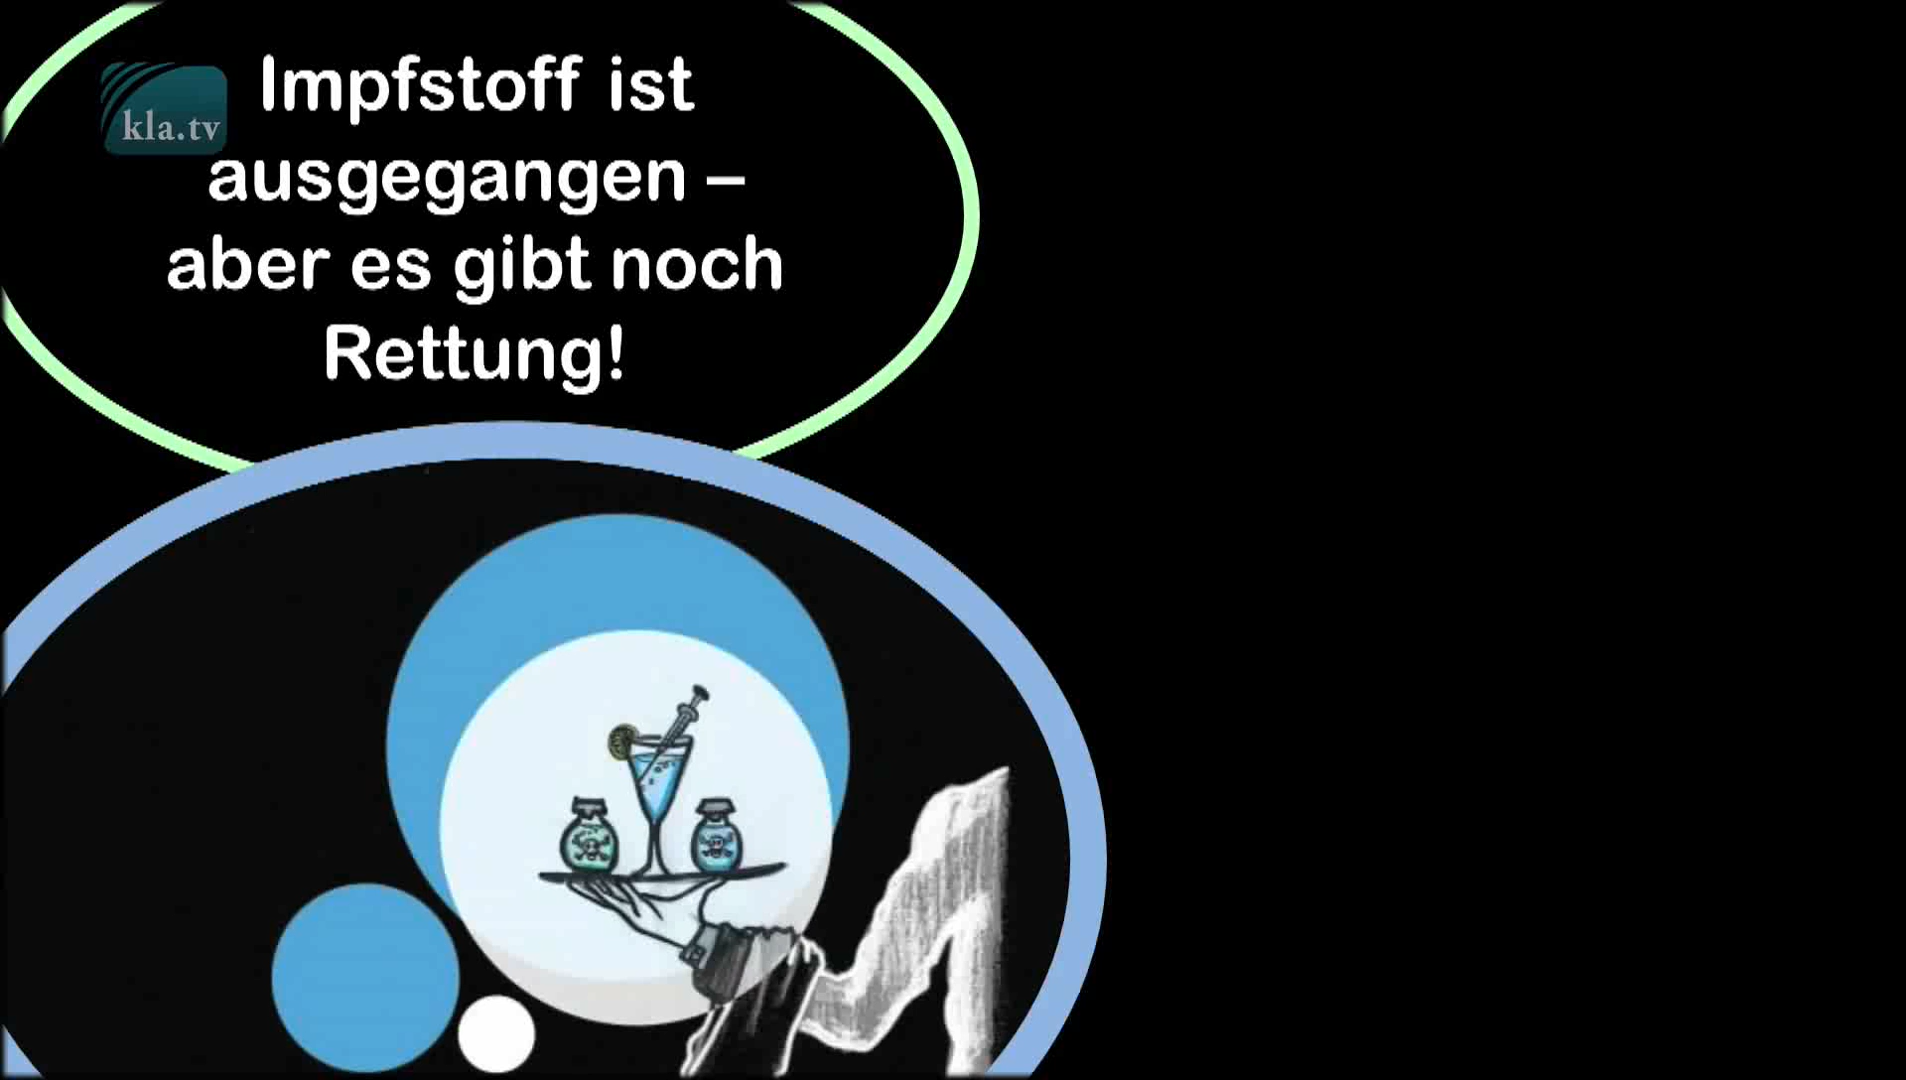 Impfstoff ist
kla.tv
ausgegangen –
aber es gibt noch
Rettung!